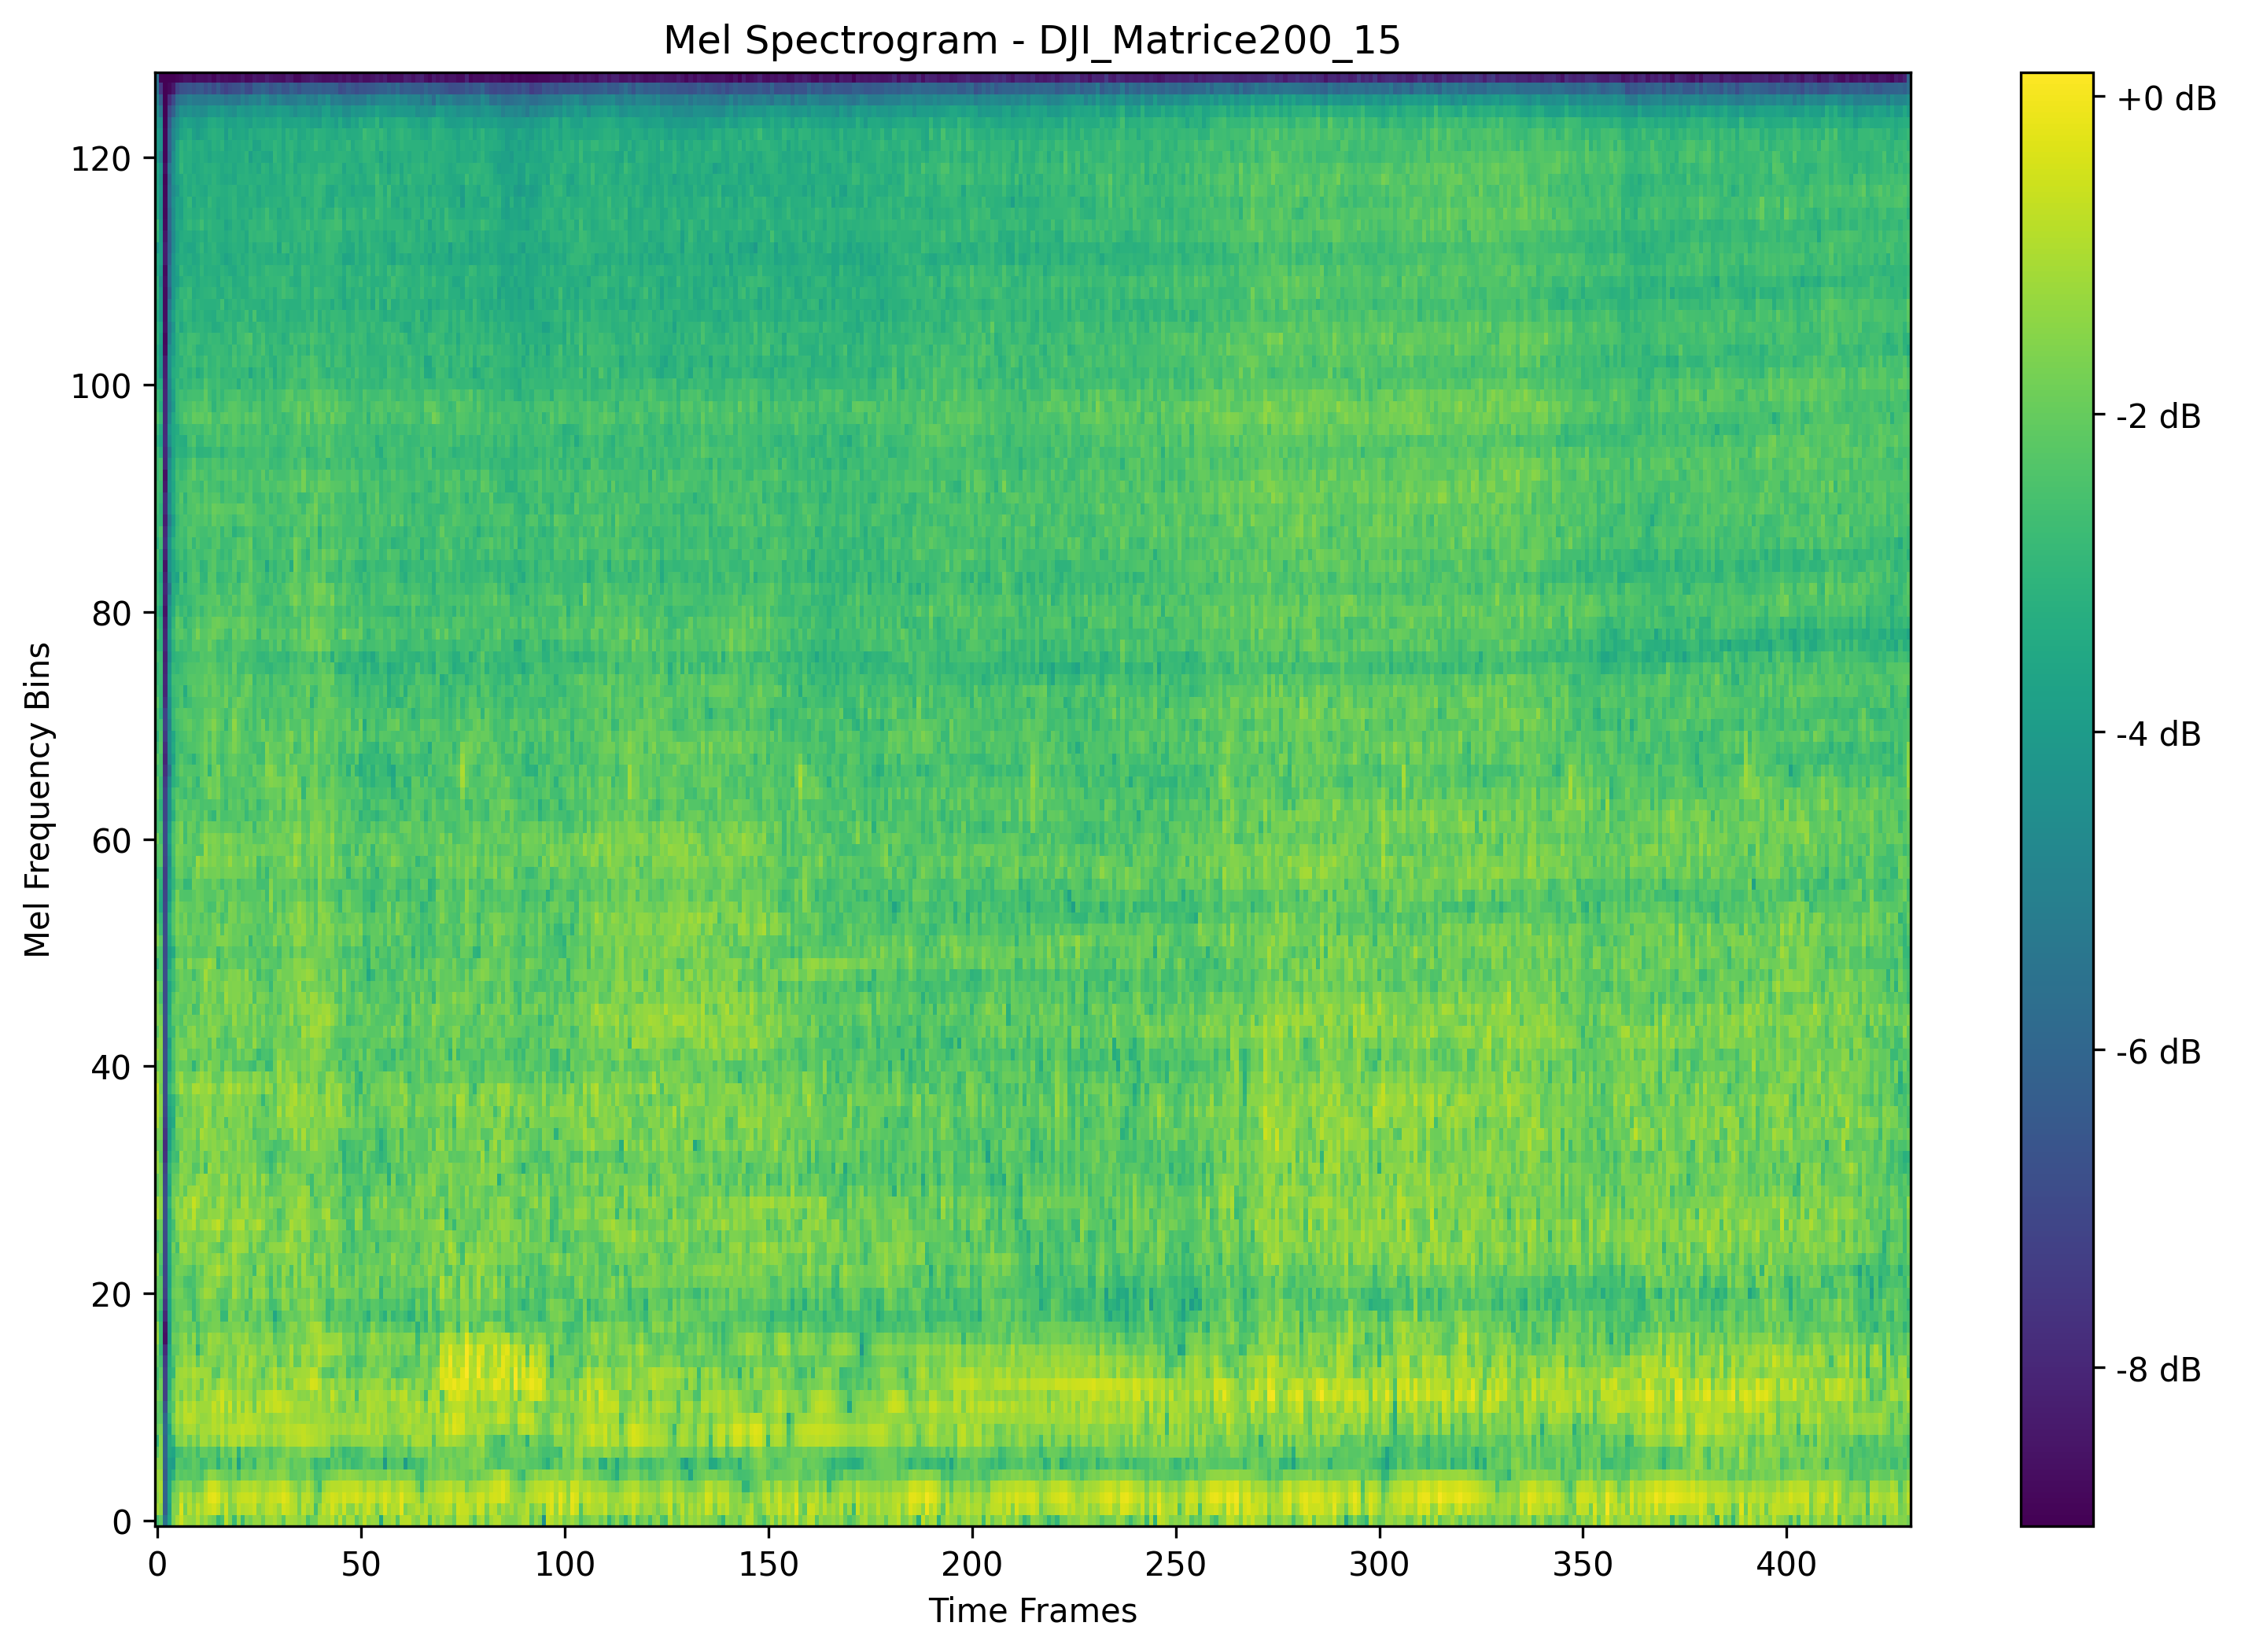 Mel Spectrogram - DJI_Matrice200_15
+0 dB
-2 dB
-4 dB
-6 dB
-8 dB
Mel Frequency Bins
120
100
80
60
40
20
0
0 50 100 150 200 250 300 350 400
Time Frames